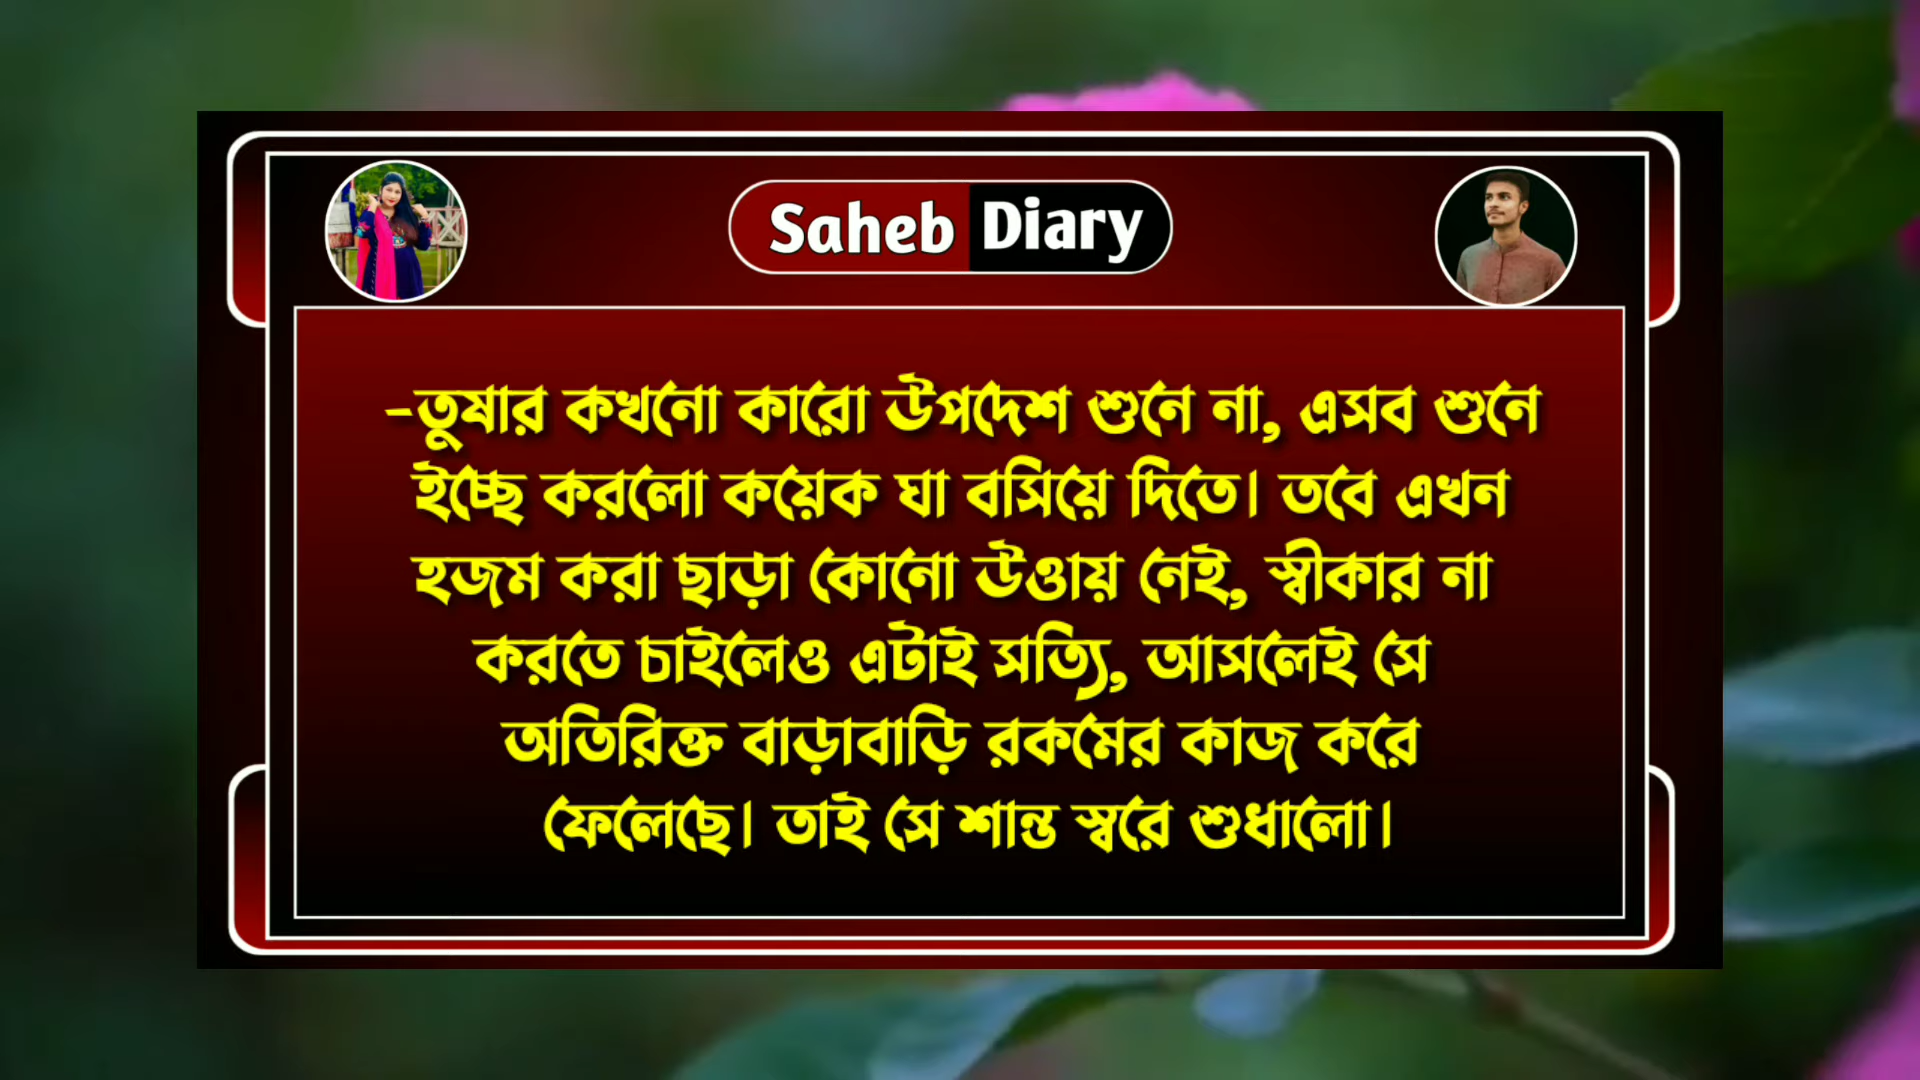 Saheb Diary
-তুষার কখনো কারো উপদেশ শুনে না, এসব শুনে
ইচ্ছে করলো কয়েক ঘা বসিয়ে দিতে। তবে এখন
হজম করা ছাড়া কোনো উওায় নেই, স্বীকার না
করতে চাইলেও এটাই সত্যি, আসলেই সে
অতিরিক্ত বাড়াবাড়ি রকমের কাজ করে
ফেলেছে। তাই সে শান্ত স্বরে শুধালো।